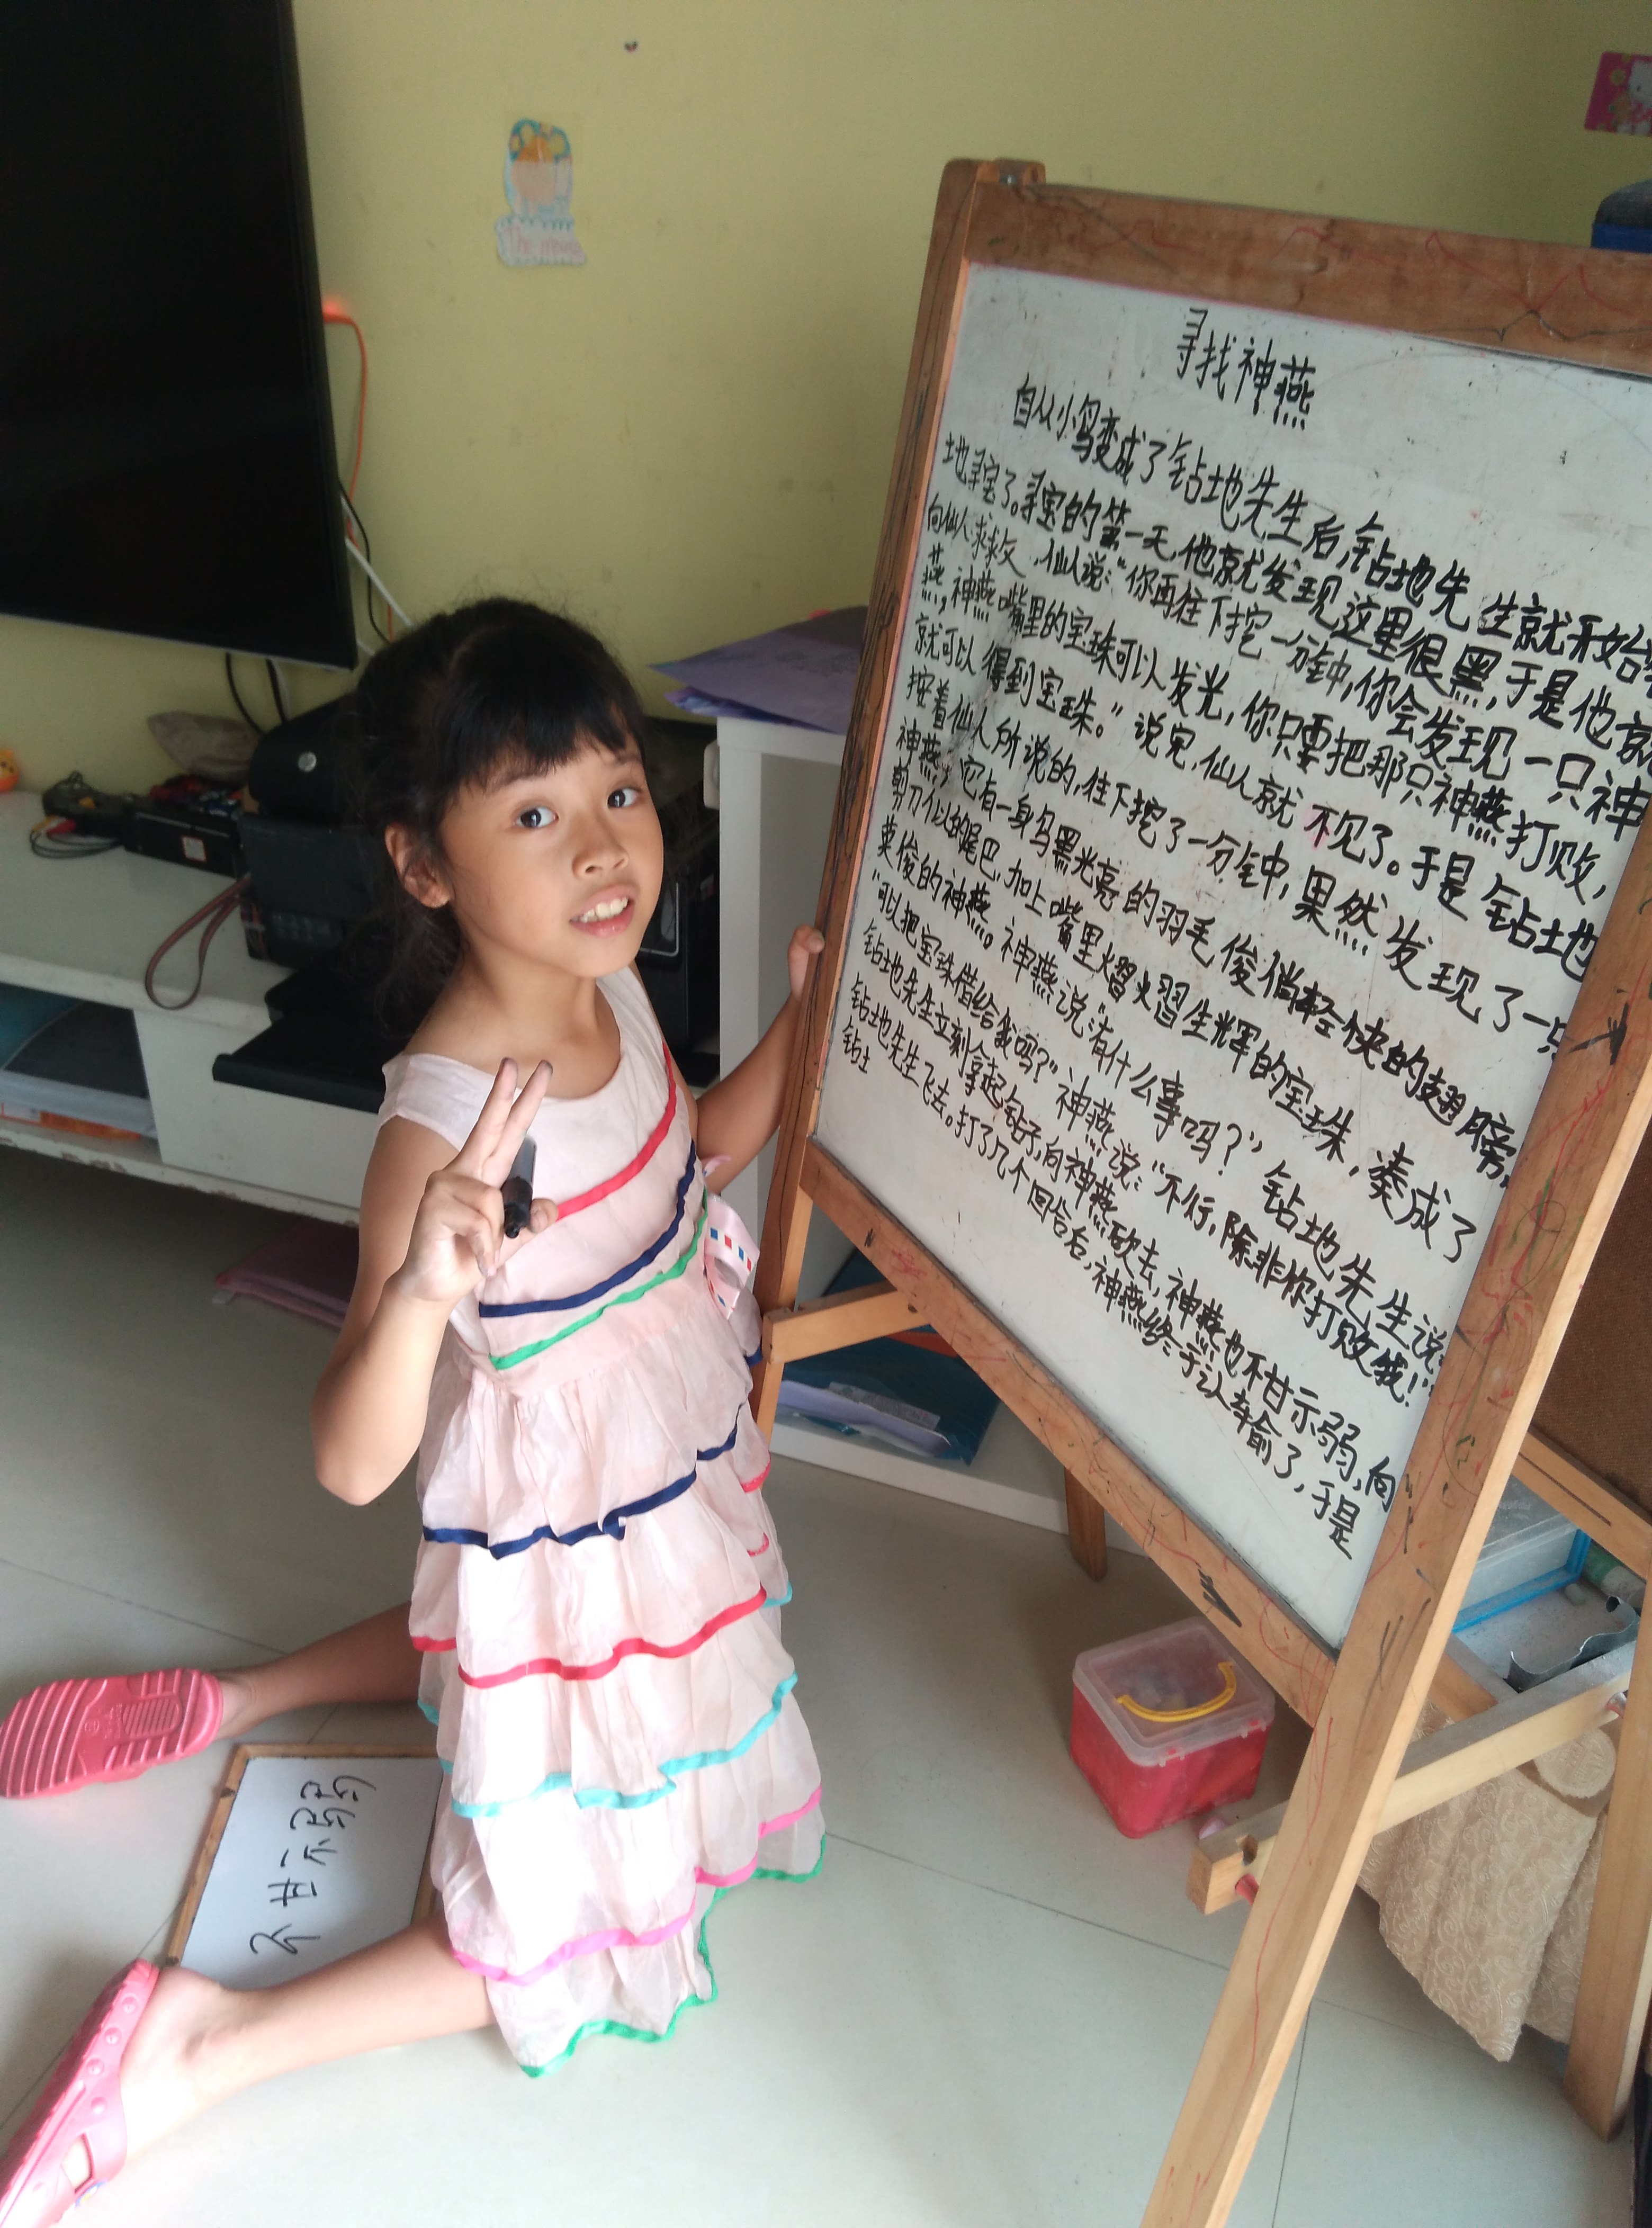 The mouse
寻找神燕
自从小鸟变成了钻地先生后,钻地先生就开始
地寻宝了。寻宝的第一天,他就发现这里很黑,于是他就
向仙人求救,仙人说:“你再往下挖一分钟,你会发现一只神
燕,神燕嘴里的宝珠可以发光,你只要把那只神燕打败,
就可以得到宝珠。”说完,仙人就不见了。于是钻地
按着仙人所说的,往下挖了一分钟,果然发现了一只
神燕,它有一身乌黑光亮的羽毛,俊俏轻快的翅膀,
剪刀似的尾巴,加上嘴里熠熠生辉的宝珠,凑成了
英俊的神燕。神燕说:“有什么事吗?”钻地先生说:
“可以把宝珠借给我吗?”神燕说:“不行,除非你打败我!”
钻地先生立刻拿起钻子,向神燕砍去,神燕也不甘示弱,向
钻地先生飞去。打了几个回合后,神燕终于认输了,于是
钻土
不甘示弱